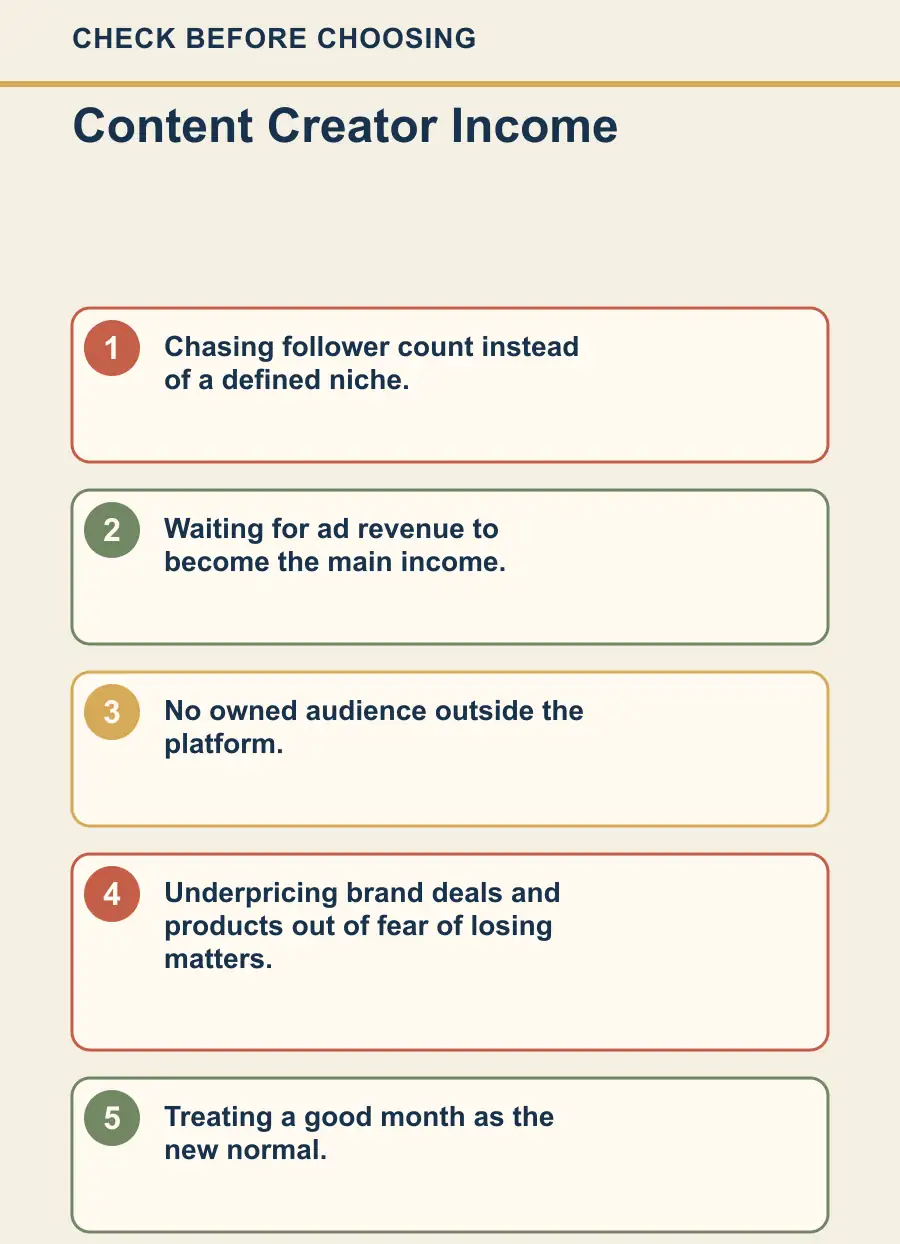 CHECK BEFORE CHOOSING
Content Creator Income
1
Chasing follower count instead
of a defined niche.
2
Waiting for ad revenue to
become the main income.
3
No owned audience outside the
platform.
4
Underpricing brand deals and
products out of fear of losing
matters.
5
Treating a good month as the
new normal.